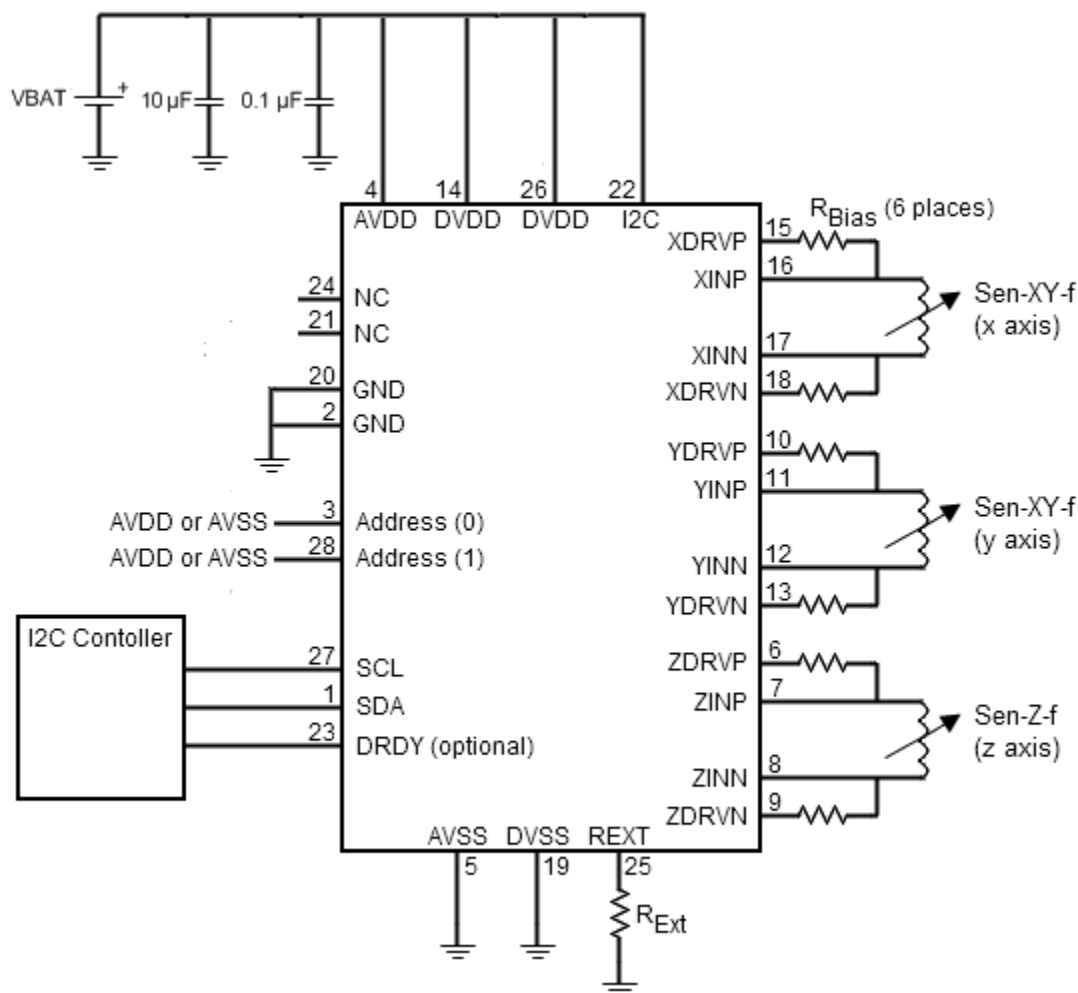 VBAT
+
10 µF
0.1 µF
4
14
26
22
AVDD
DVDD
DVDD
I2C
R_Bias (6 places)
XDRVP 15
XINP 16
Sen-XY-f
(x axis)
XINN 17
XDRVN 18
24 NC
21 NC
20 GND
2 GND
YDRVP 10
YINP 11
Sen-XY-f
(y axis)
YINN 12
YDRVN 13
AVDD or AVSS 3 Address (0)
AVDD or AVSS 28 Address (1)
I2C Contoller
27 SCL
1 SDA
23 DRDY (optional)
ZDRVP 6
ZINP 7
Sen-Z-f
(z axis)
ZINN 8
ZDRVN 9
AVSS
DVSS
REXT
5
19
25
R_Ext